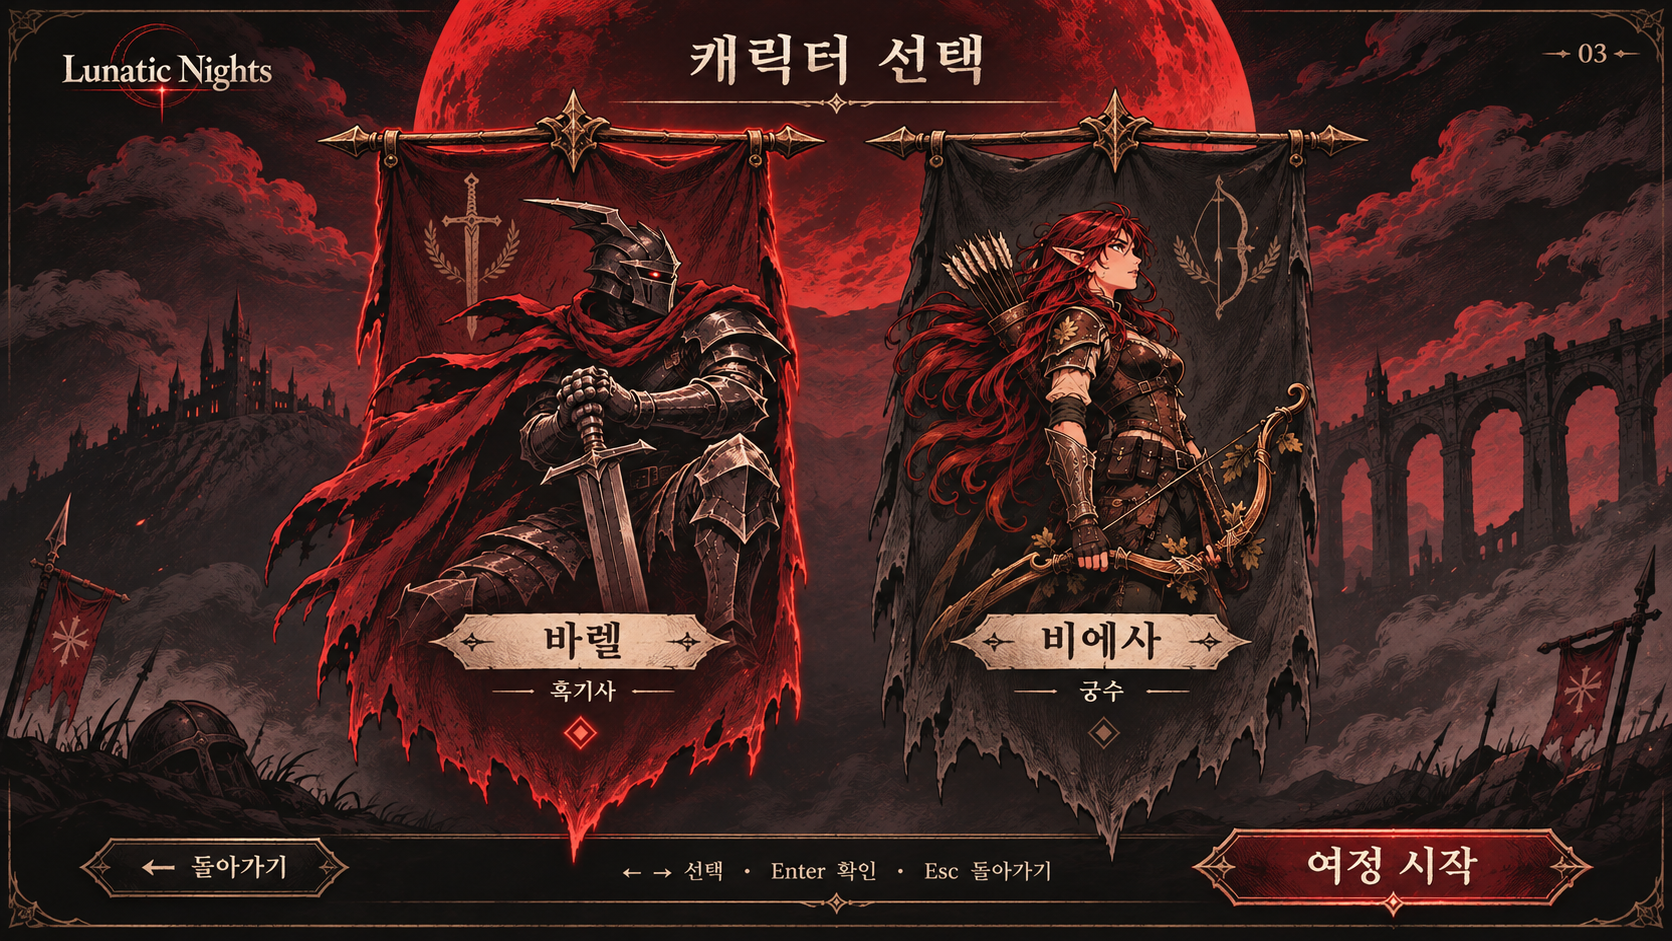 Lunatic Nights
캐릭터 선택
03
바렐
흑기사
비에사
궁수
← 돌아가기
← → 선택 • Enter 확인 • Esc 돌아가기
여정 시작